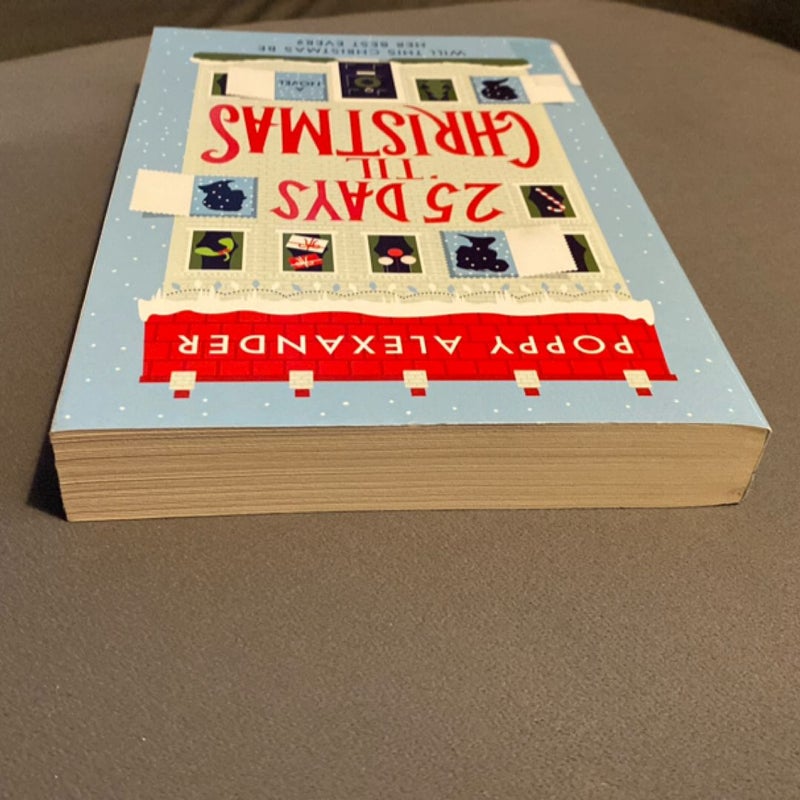 POPPY ALEXANDER
25 DAYS
'TIL
CHRISTMAS
A
NOVEL
WILL THIS CHRISTMAS BE
HER BEST EVER?